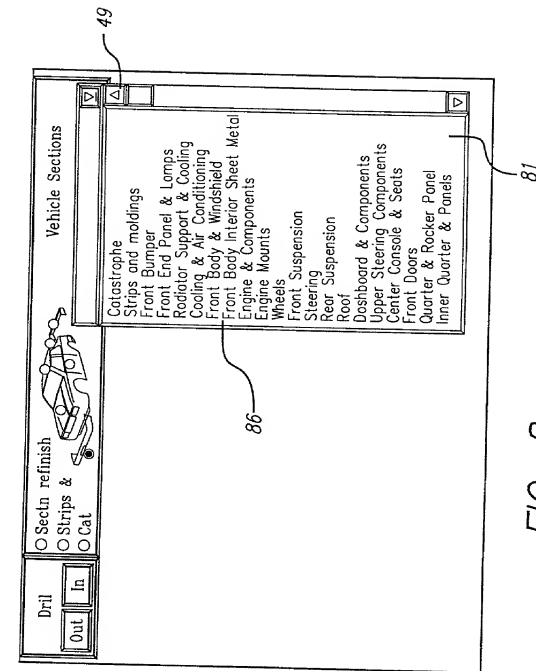 Dril
Out In
Sectn refinish
Strips &
Cat
Vehicle Sections
49
Catastrophe
Strips and moldings
Front Bumper
Front End Panel & Lamps
Radiator Support & Cooling
Cooling & Air Conditioning
Front Body & Windshield
Front Body Interior Sheet Metal
Engine & Components
Engine Mounts
Wheels
Front Suspension
Steering
Rear Suspension
Roof
Dashboard & Components
Upper Steering Components
Center Console & Seats
Front Doors
Quarter & Rocker Panel
Inner Quarter & Panels
86
81
FIG.